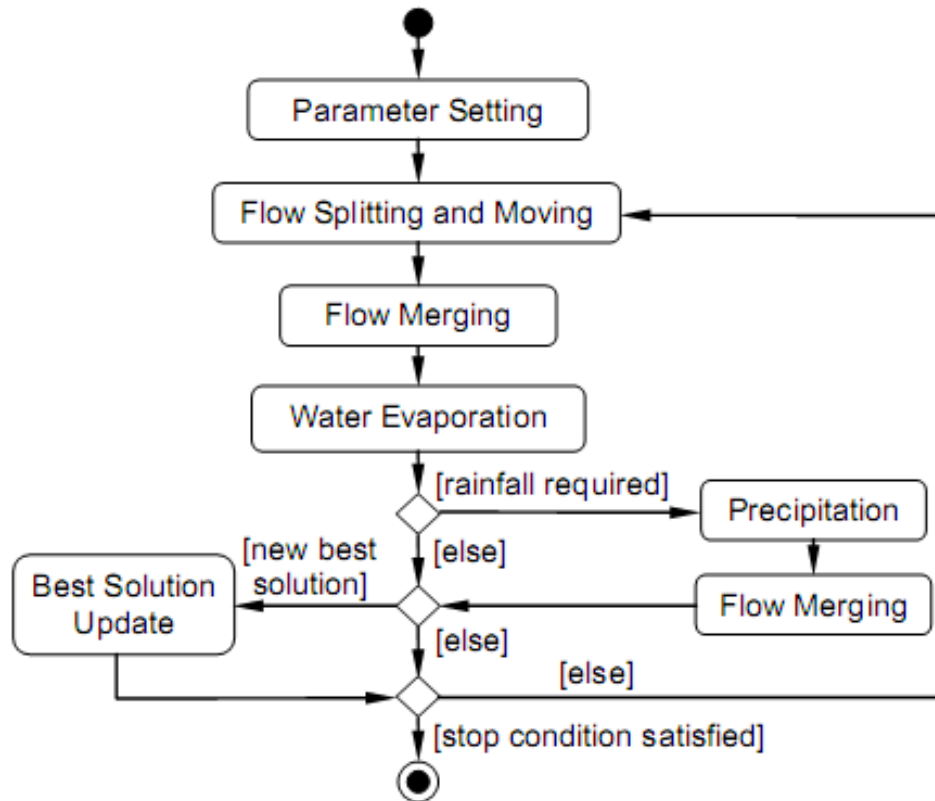 Parameter Setting
Flow Splitting and Moving
Flow Merging
Water Evaporation
[rainfall required]
Precipitation
[else]
[new best
solution]
Best Solution
Update
Flow Merging
[else]
[else]
[stop condition satisfied]